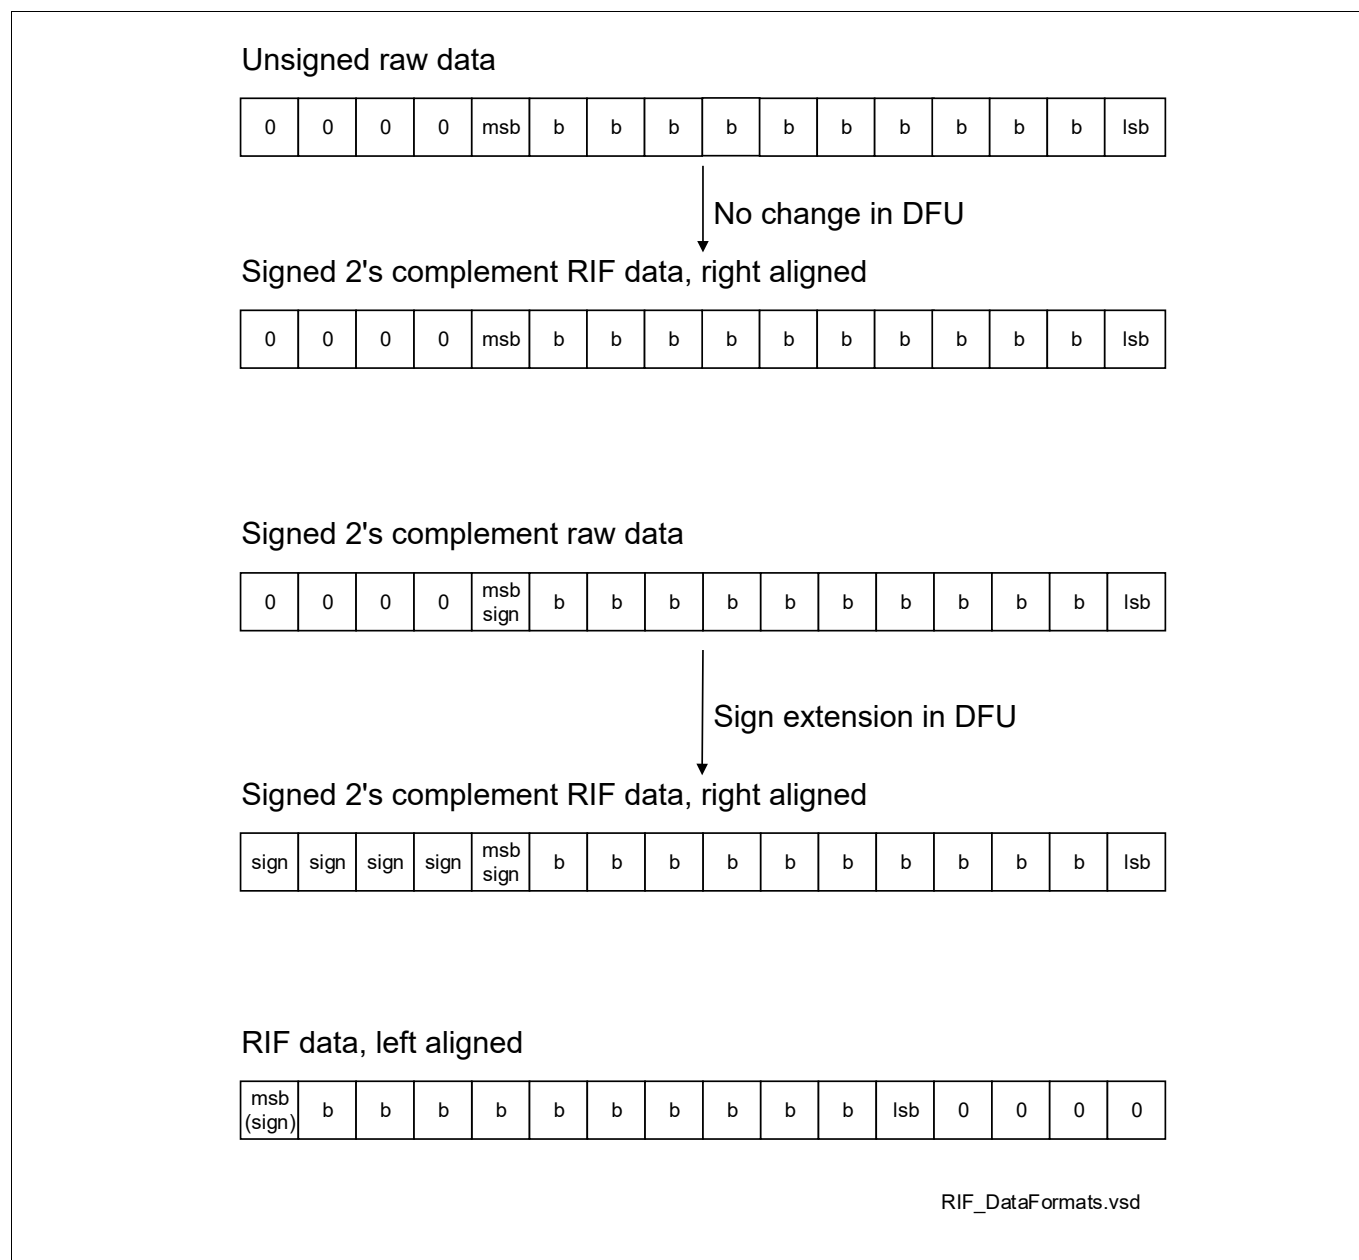 Unsigned raw data
0 0 0 0 msb b b b b b b b b b b lsb
No change in DFU
Signed 2's complement RIF data, right aligned
0 0 0 0 msb b b b b b b b b b b lsb
Signed 2's complement raw data
0 0 0 0 msb sign b b b b b b b b b b lsb
Sign extension in DFU
Signed 2's complement RIF data, right aligned
sign sign sign sign msb sign b b b b b b b b b b lsb
RIF data, left aligned
msb (sign) b b b b b b b b b b lsb 0 0 0 0
RIF_DataFormats.vsd